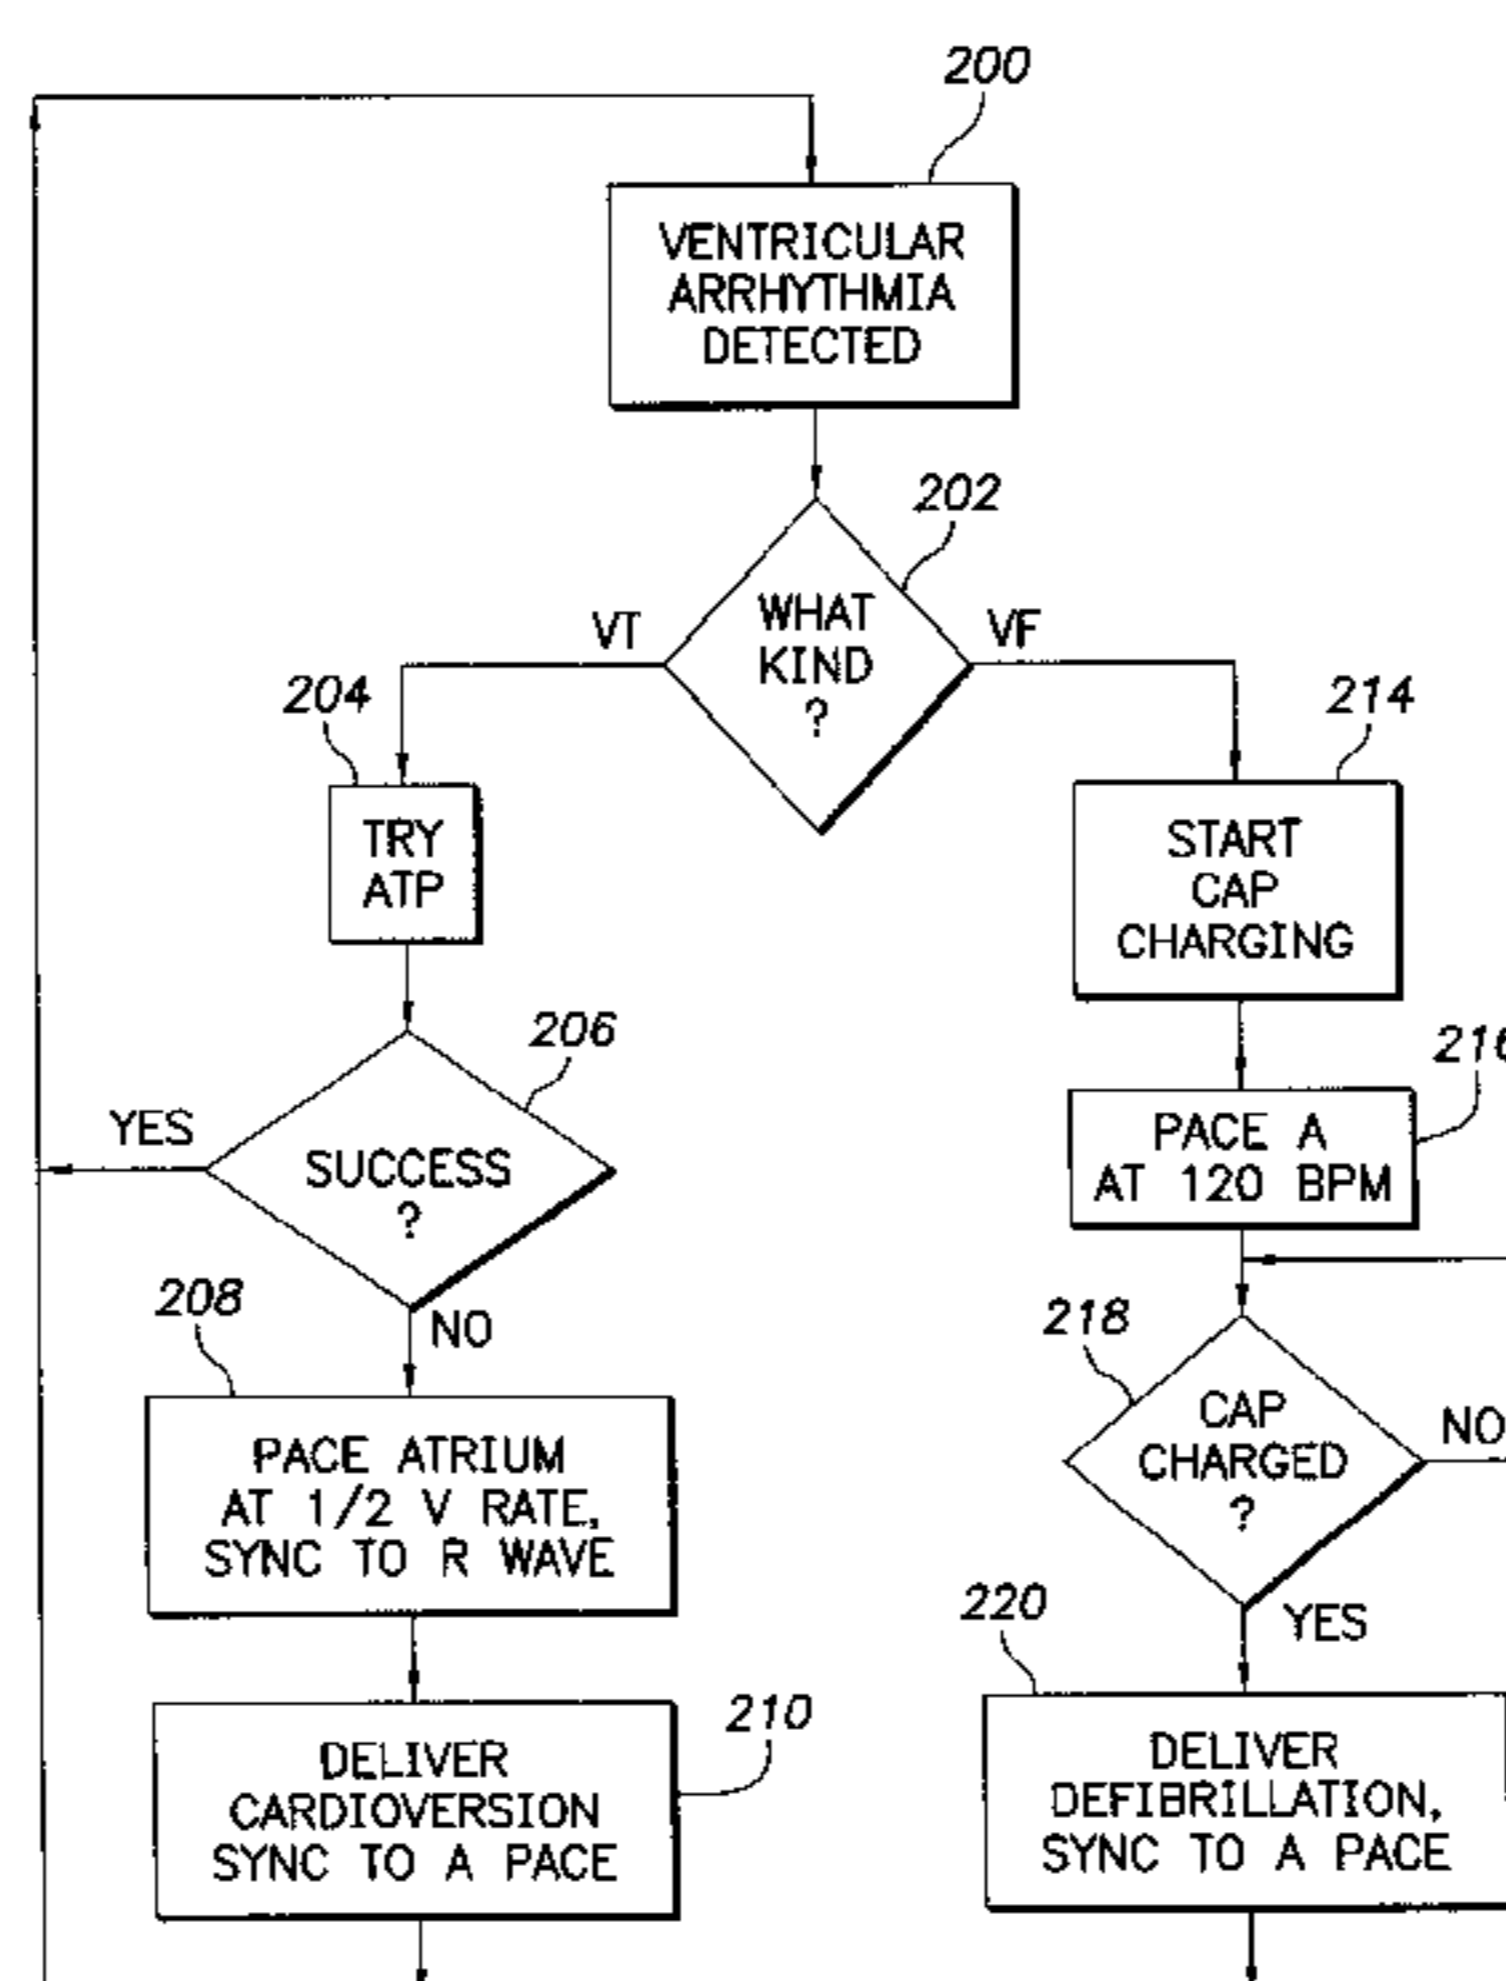 200
VENTRICULAR
ARRHYTHMIA
DETECTED
202
WHAT
KIND
?
VT
VF
204
TRY
ATP
214
START
CAP
CHARGING
206
SUCCESS
?
YES
NO
216
PACE A
AT 120 BPM
208
PACE ATRIUM
AT 1/2 V RATE,
SYNC TO R WAVE
218
CAP
CHARGED
?
NO
YES
210
DELIVER
CARDIOVERSION
SYNC TO A PACE
220
DELIVER
DEFIBRILLATION,
SYNC TO A PACE